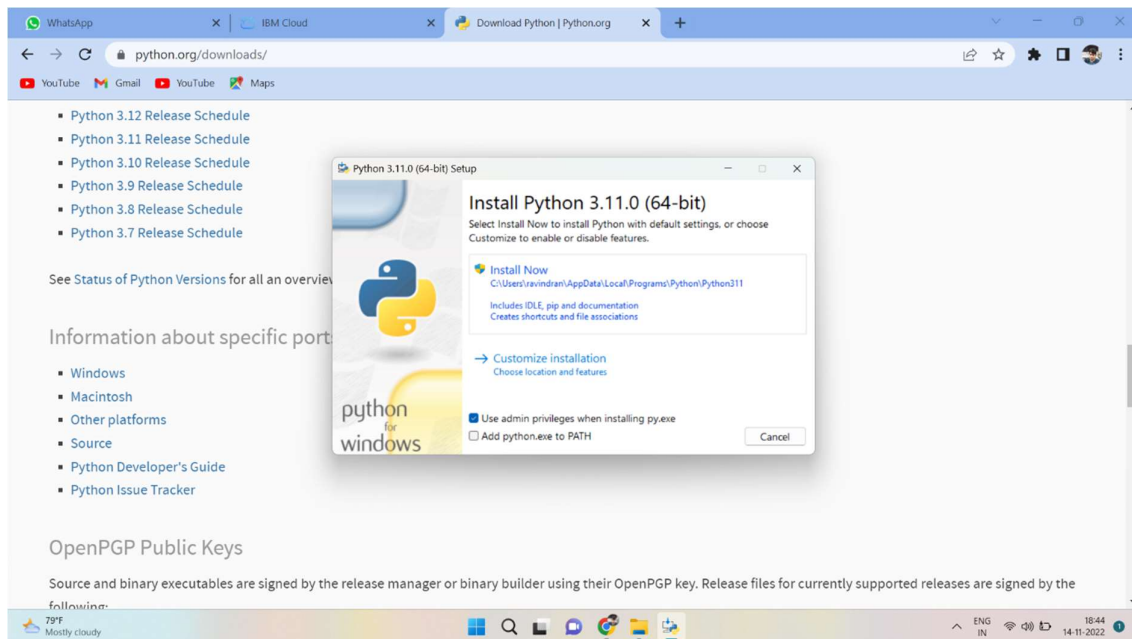 WhatsApp
IBM Cloud
Download Python | Python.org
python.org/downloads/
YouTube
Gmail
YouTube
Maps
Python 3.12 Release Schedule
Python 3.11 Release Schedule
Python 3.10 Release Schedule
Python 3.9 Release Schedule
Python 3.8 Release Schedule
Python 3.7 Release Schedule
See Status of Python Versions for all an overvie
Information about specific port
Windows
Macintosh
Other platforms
Source
Python Developer's Guide
Python Issue Tracker
Python 3.11.0 (64-bit) Setup
Install Python 3.11.0 (64-bit)
Select Install Now to install Python with default settings, or choose
Customize to enable or disable features.
Install Now
C:\Users\ravindran\AppData\Local\Programs\Python\Python311
Includes IDLE, pip and documentation
Creates shortcuts and file associations
Customize installation
Choose location and features
python
for
windows
Use admin privileges when installing py.exe
Add python.exe to PATH
Cancel
OpenPGP Public Keys
Source and binary executables are signed by the release manager or binary builder using their OpenPGP key. Release files for currently supported releases are signed by the
following:
79°F
Mostly cloudy
ENG
IN
18:44
14-11-2022
1